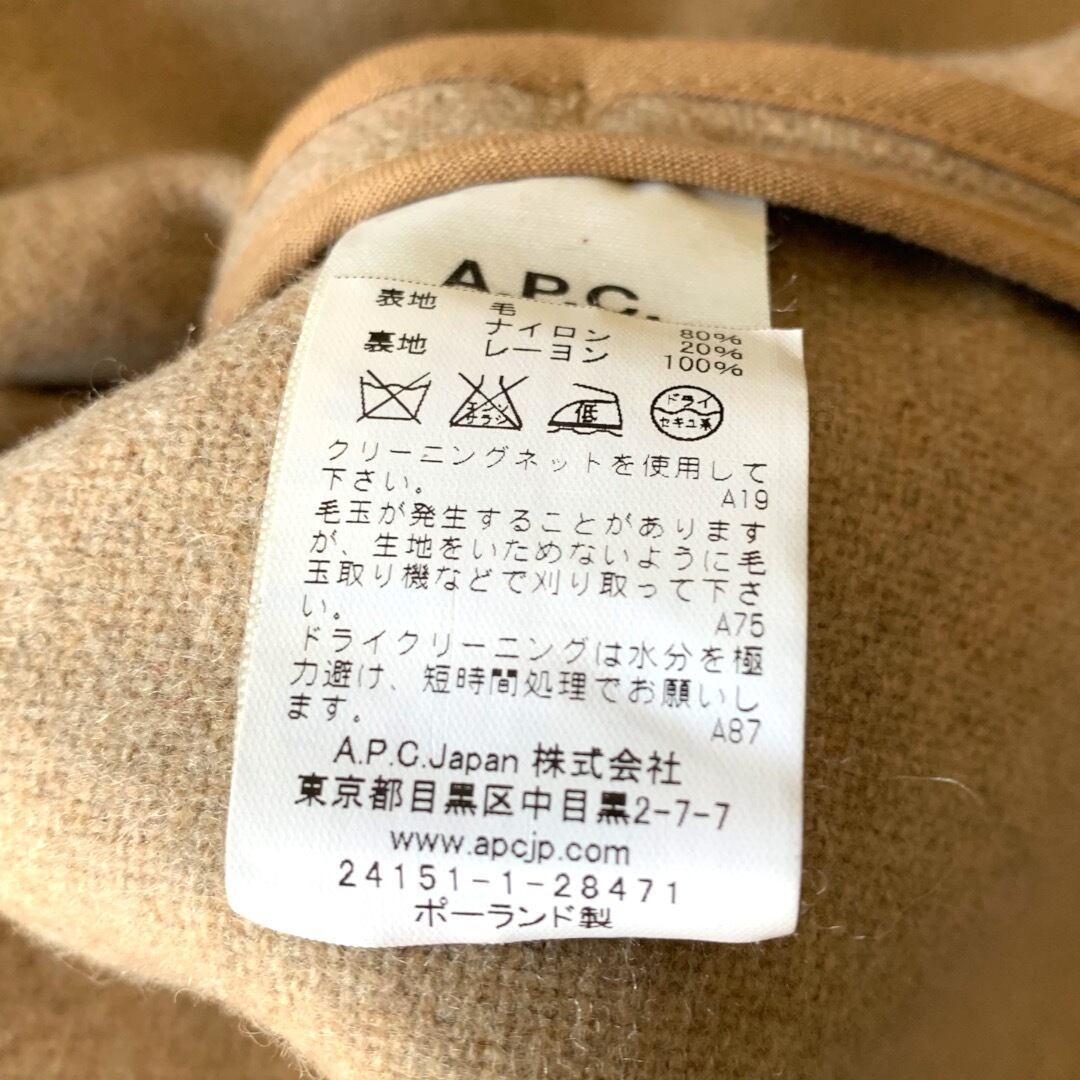 A.P.C.
表地 毛 80%
ナイロン 20%
裏地 レーヨン 100%
エンソ
サラシ
低
ドライ
セキユ系
クリーニングネットを使用して
下さい。 A19
毛玉が発生することがあります
が、生地をいためないように毛
玉取り機などで刈り取って下さ
い。 A75
ドライクリーニングは水分を極
力避け、短時間処理でお願いし
ます。 A87
A.P.C.Japan 株式会社
東京都目黒区中目黒2-7-7
www.apcjp.com
24151-1-28471
ポーランド製